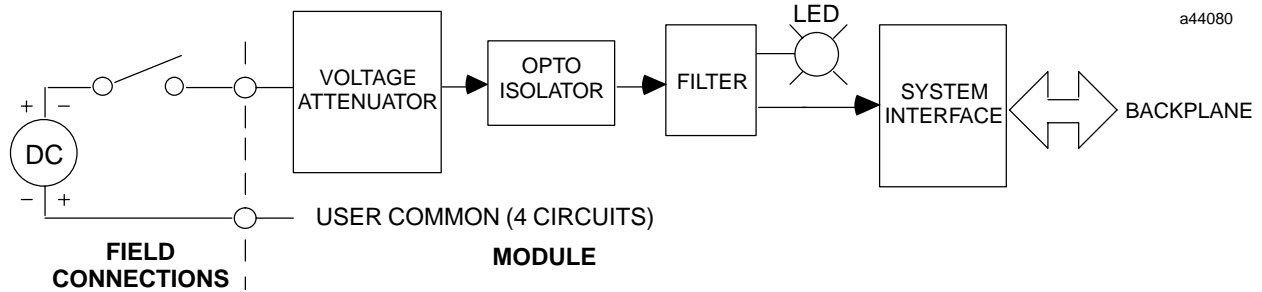 LED
a44080
VOLTAGE
ATTENUATOR
OPTO
ISOLATOR
FILTER
SYSTEM
INTERFACE
BACKPLANE
+ −
DC
− +
USER COMMON (4 CIRCUITS)
FIELD
CONNECTIONS
MODULE